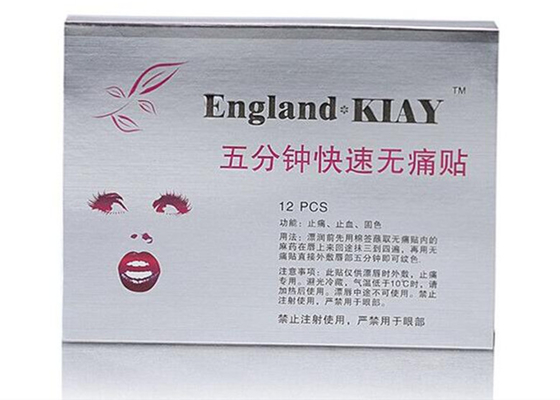 England*KIAY TM
五分钟快速无痛贴
12 PCS
功能：止痛、止血、固色
用法：漂润前先用棉签蘸取无痛贴内的
麻药在唇上来回途抹三到四遍，再用无
痛贴直接外敷唇部五分钟即可纹色。
注意事项：此贴仅供漂唇时外敷，止痛
专用。避光冷藏，气温低于10℃时，请
加热后使用。漂唇中途不可使用。禁止
注射使用，严禁用于眼部。
禁止注射使用，严禁用于眼部